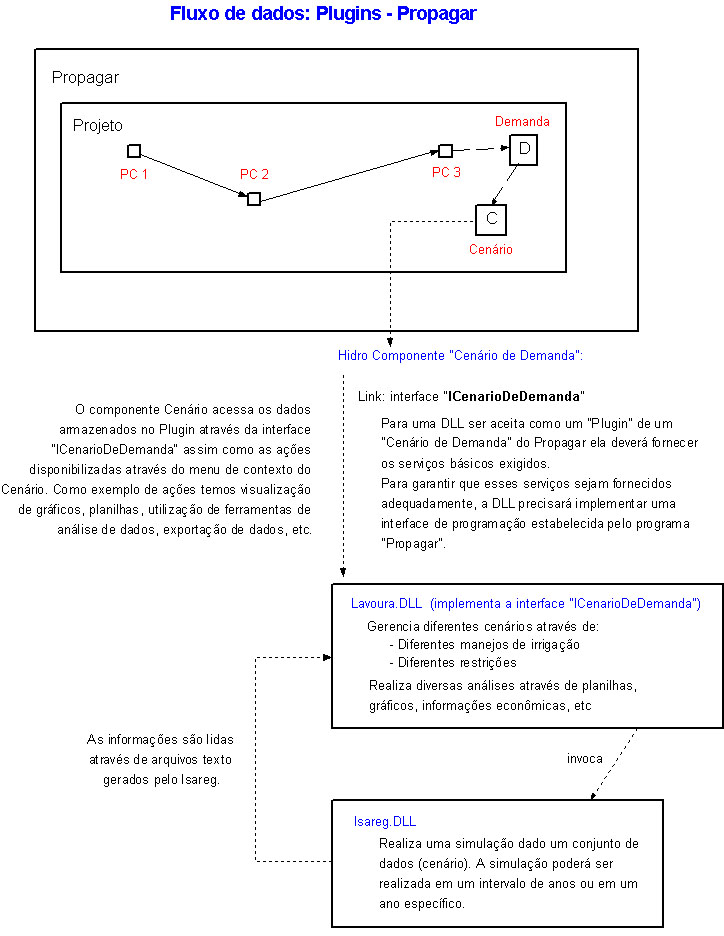 Fluxo de dados: Plugins - Propagar
Propagar
Projeto
Demanda
D
PC 1
PC 2
PC 3
C
Cenário
Hidro Componente "Cenário de Demanda":
Link: interface "ICenarioDeDemanda"
O componente Cenário acessa os dados
armazenados no Plugin através da interface
"ICenarioDeDemanda" assim como as ações
disponibilizadas através do menu de contexto do
Cenário. Como exemplo de ações temos visualização
de gráficos, planilhas, utilização de ferramentas de
análise de dados, exportação de dados, etc.
Para uma DLL ser aceita como um "Plugin" de um
"Cenário de Demanda" do Propagar ela deverá fornecer
os serviços básicos exigidos.
Para garantir que esses serviços sejam fornecidos
adequadamente, a DLL precisará implementar uma
interface de programação estabelecida pelo programa
"Propagar".
Lavoura.DLL (implementa a interface "ICenarioDeDemanda")
Gerencia diferentes cenários através de:
- Diferentes manejos de irrigação
- Diferentes restrições
Realiza diversas análises através de planilhas,
gráficos, informações econômicas, etc
As informações são lidas
através de arquivos texto
gerados pelo Isareg.
invoca
Isareg.DLL
Realiza uma simulação dado um conjunto de
dados (cenário). A simulação poderá ser
realizada em um intervalo de anos ou em um
ano específico.